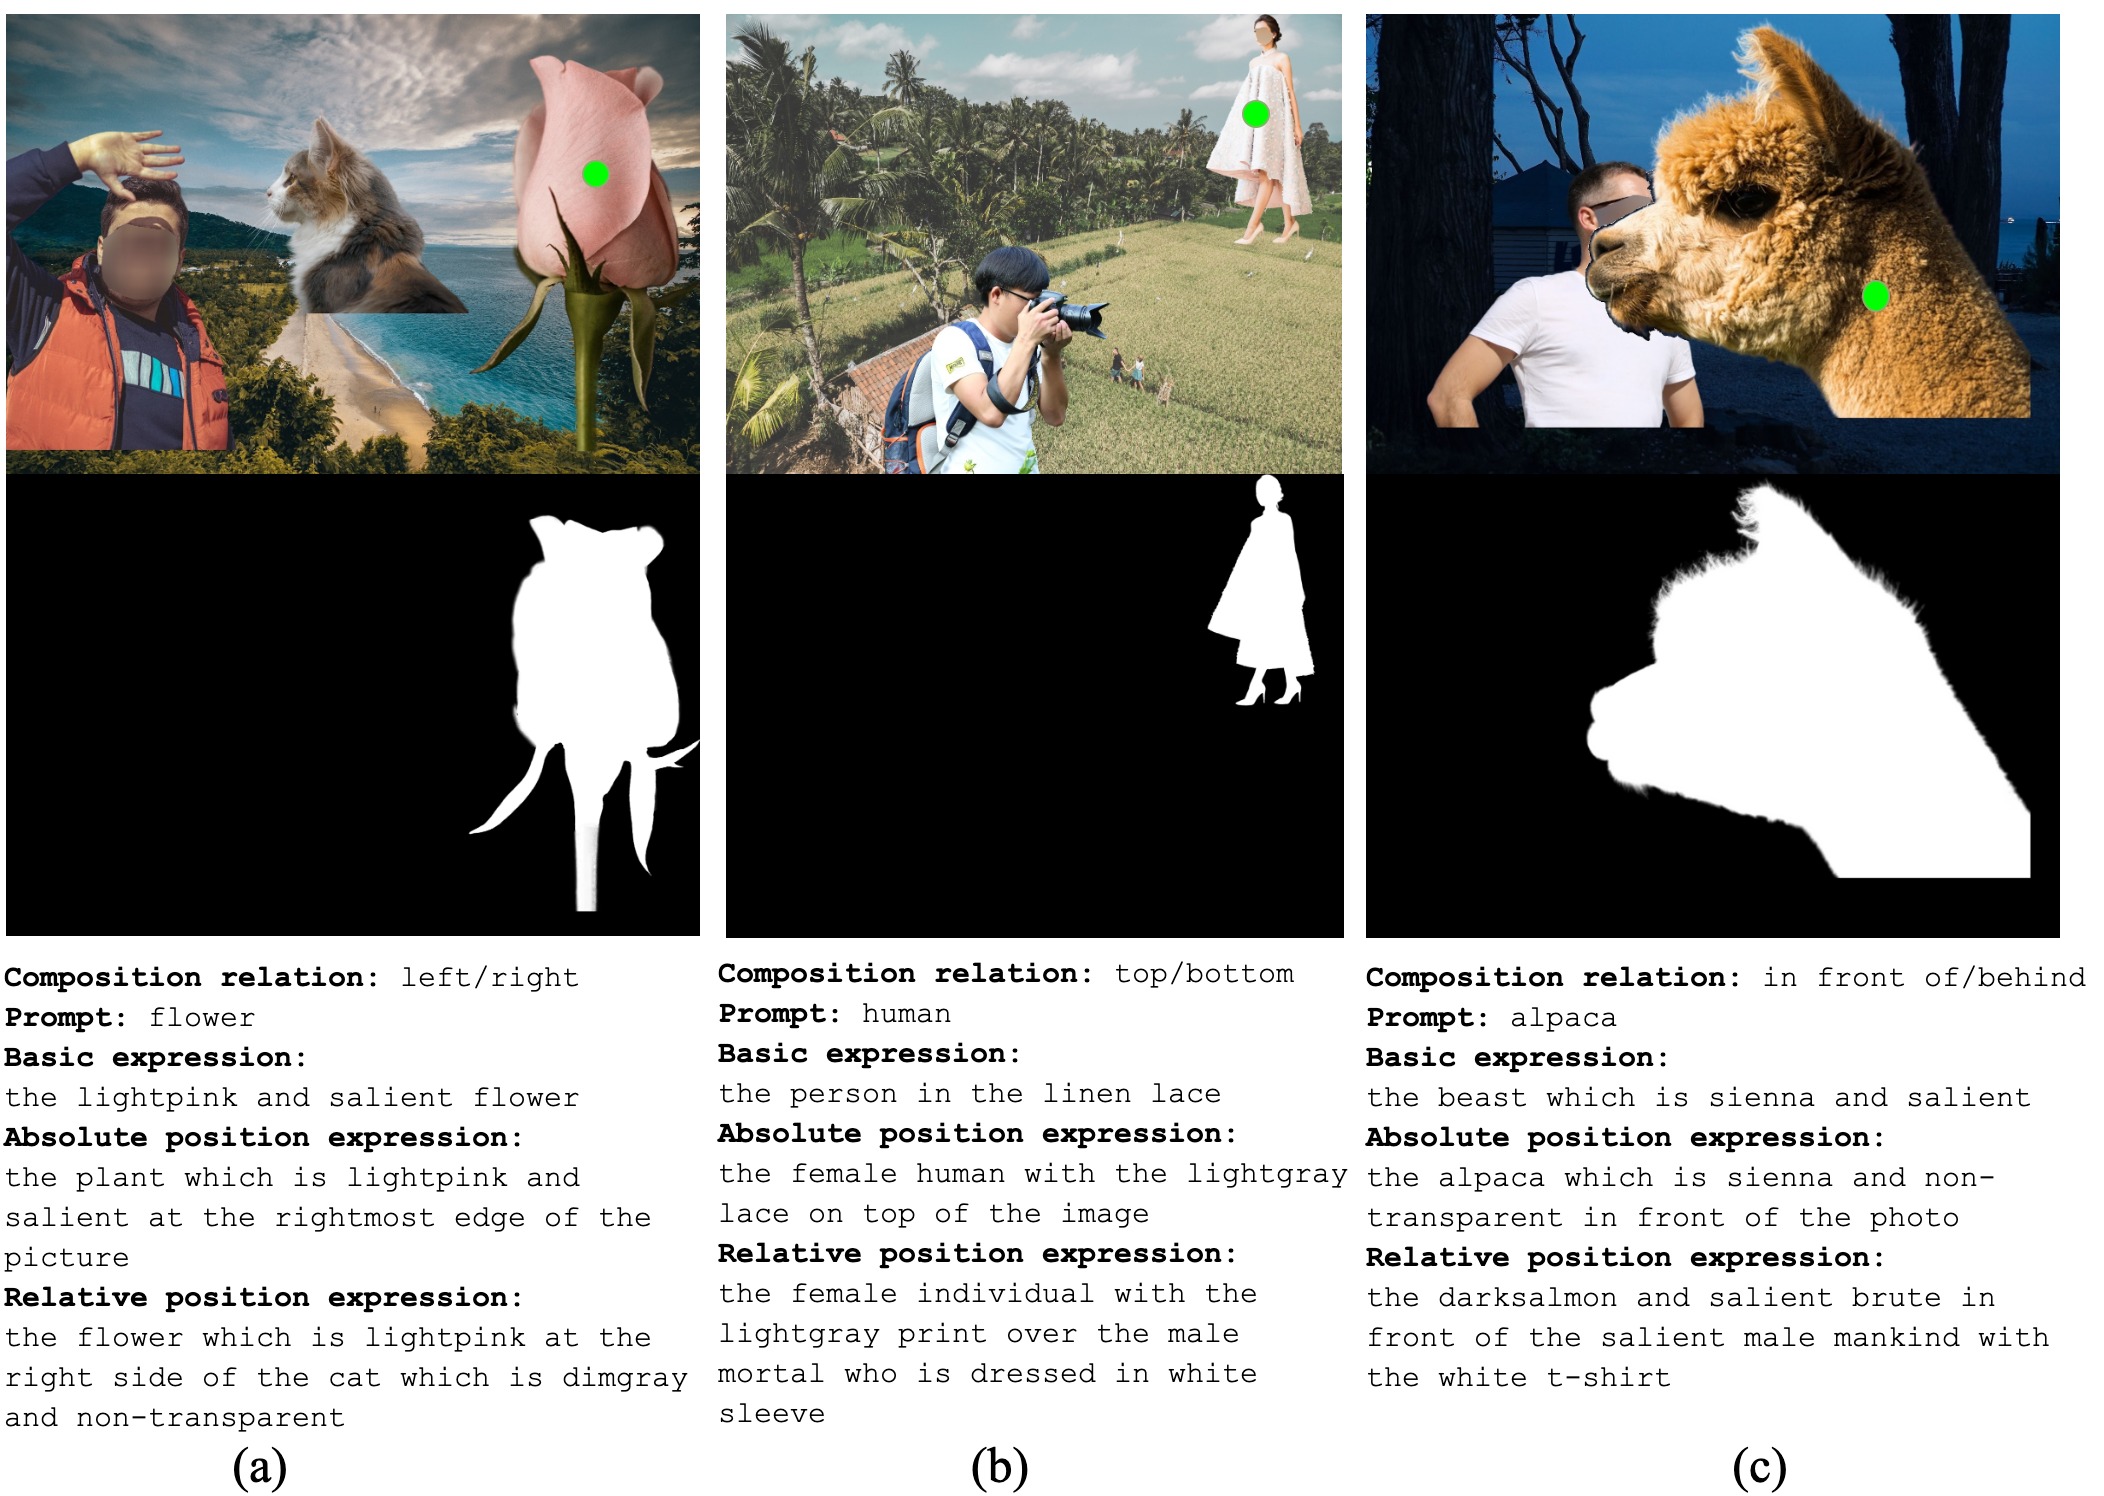 Composition relation: left/right
Prompt: flower
Basic expression:
the lightpink and salient flower
Absolute position expression:
the plant which is lightpink and
salient at the rightmost edge of the
picture
Relative position expression:
the flower which is lightpink at the
right side of the cat which is dimgray
and non-transparent
(a)
Composition relation: top/bottom
Prompt: human
Basic expression:
the person in the linen lace
Absolute position expression:
the female human with the lightgray
lace on top of the image
Relative position expression:
the female individual with the
lightgray print over the male
mortal who is dressed in white
sleeve
(b)
Composition relation: in front of/behind
Prompt: alpaca
Basic expression:
the beast which is sienna and salient
Absolute position expression:
the alpaca which is sienna and non-
transparent in front of the photo
Relative position expression:
the darksalmon and salient brute in
front of the salient male mankind with
the white t-shirt
(c)